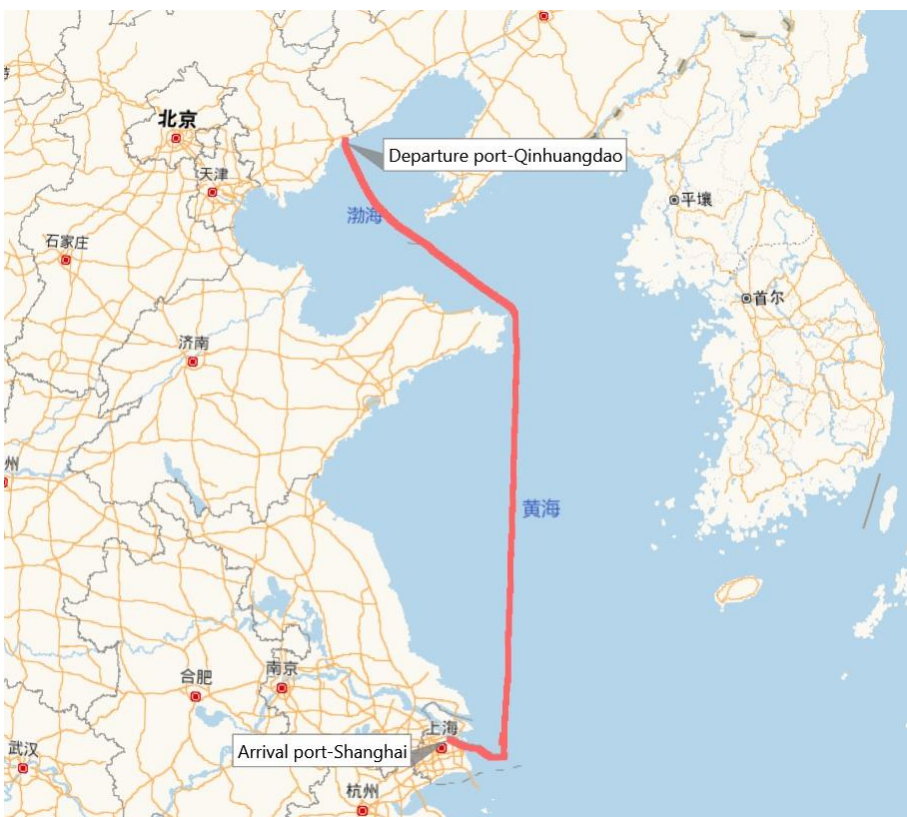 北京
Departure port-Qinhuangdao
天津
平壤
渤海
石家庄
首尔
济南
州
黄海
南京
合肥
上海
武汉
Arrival port-Shanghai
杭州